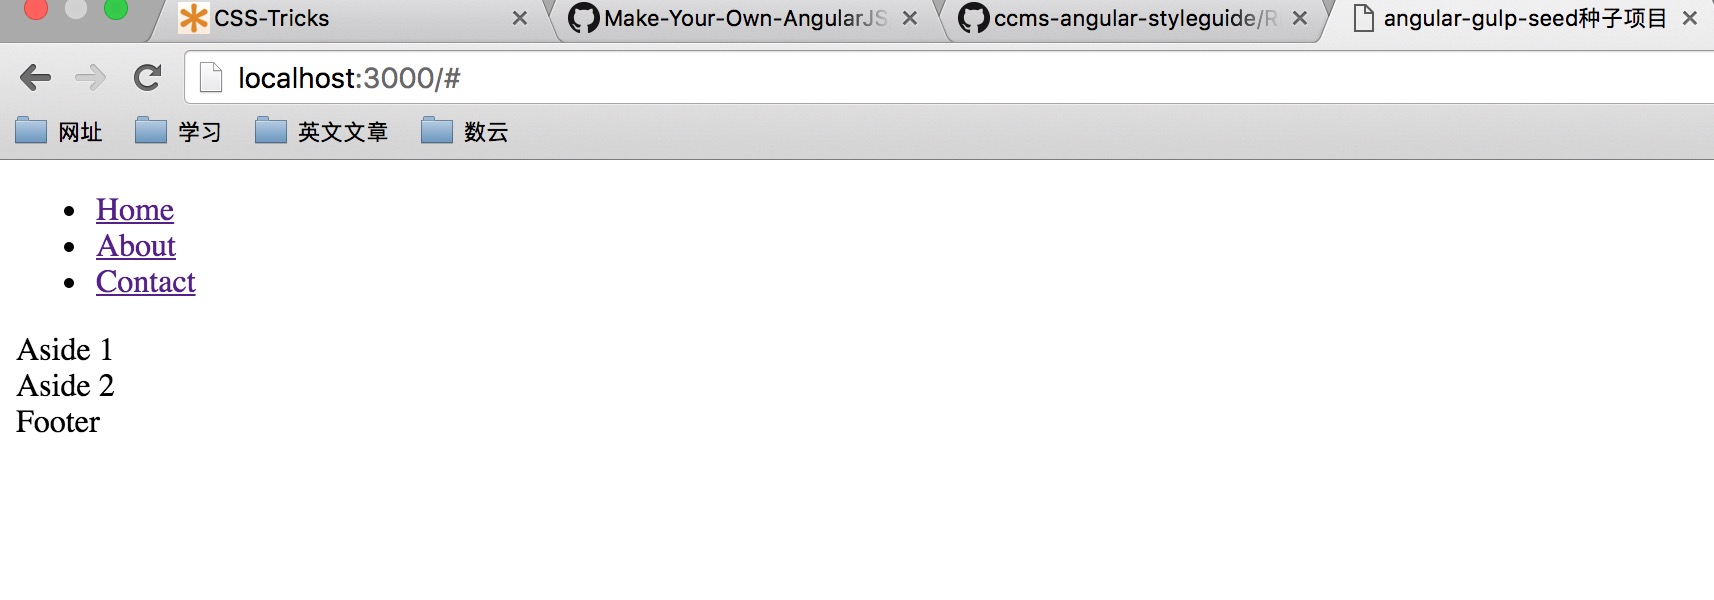 CSS-Tricks
Make-Your-Own-AngularJS
ccms-angular-styleguide/R
angular-gulp-seed种子项目
localhost:3000/#
网址 学习 英文文章 数云
Home
About
Contact
Aside 1
Aside 2
Footer